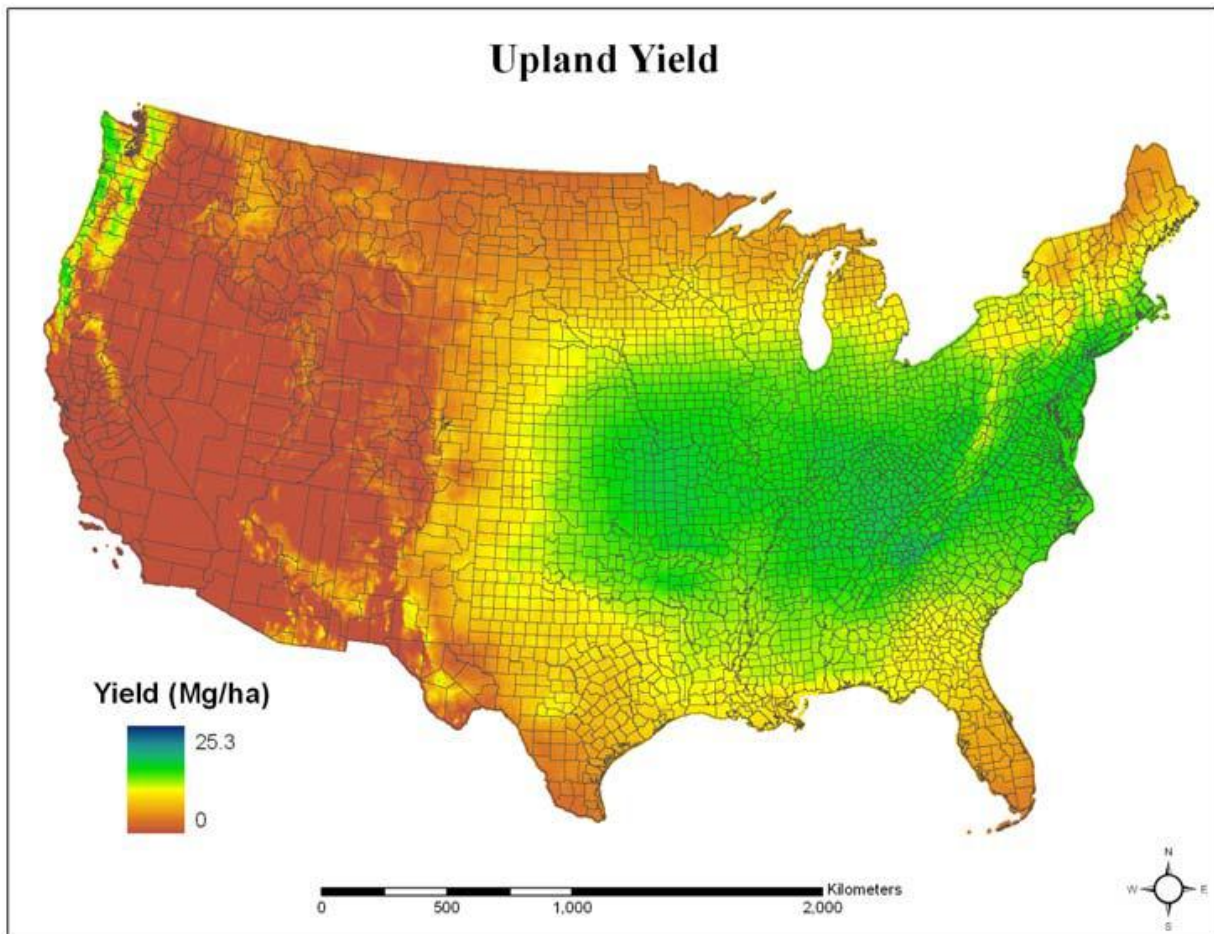 Upland Yield
Yield (Mg/ha)
25.3
0
Kilometers
0 500 1,000 2,000
N
W E
S